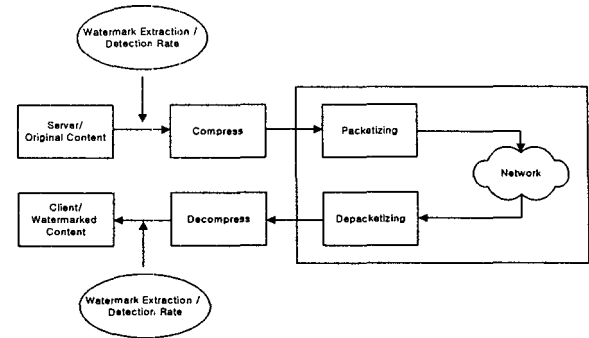 Watermark Extraction /
Detection Rate
Server/
Original Content
Compress
Packetizing
Network
Client/
Watermarked
Content
Decompress
Depacketizing
Watermark Extraction /
Detection Rate